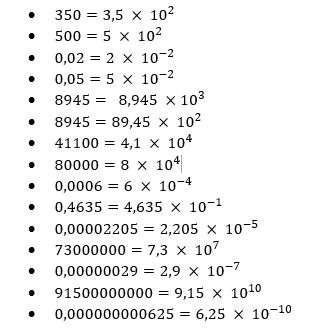 • 350 = 3,5 × 10²
• 500 = 5 × 10²
• 0,02 = 2 × 10⁻²
• 0,05 = 5 × 10⁻²
• 8945 = 8,945 × 10³
• 8945 = 89,45 × 10²
• 41100 = 4,1 × 10⁴
• 80000 = 8 × 10⁴
• 0,0006 = 6 × 10⁻⁴
• 0,4635 = 4,635 × 10⁻¹
• 0,00002205 = 2,205 × 10⁻⁵
• 73000000 = 7,3 × 10⁷
• 0,00000029 = 2,9 × 10⁻⁷
• 91500000000 = 9,15 × 10¹⁰
• 0,000000000625 = 6,25 × 10⁻¹⁰